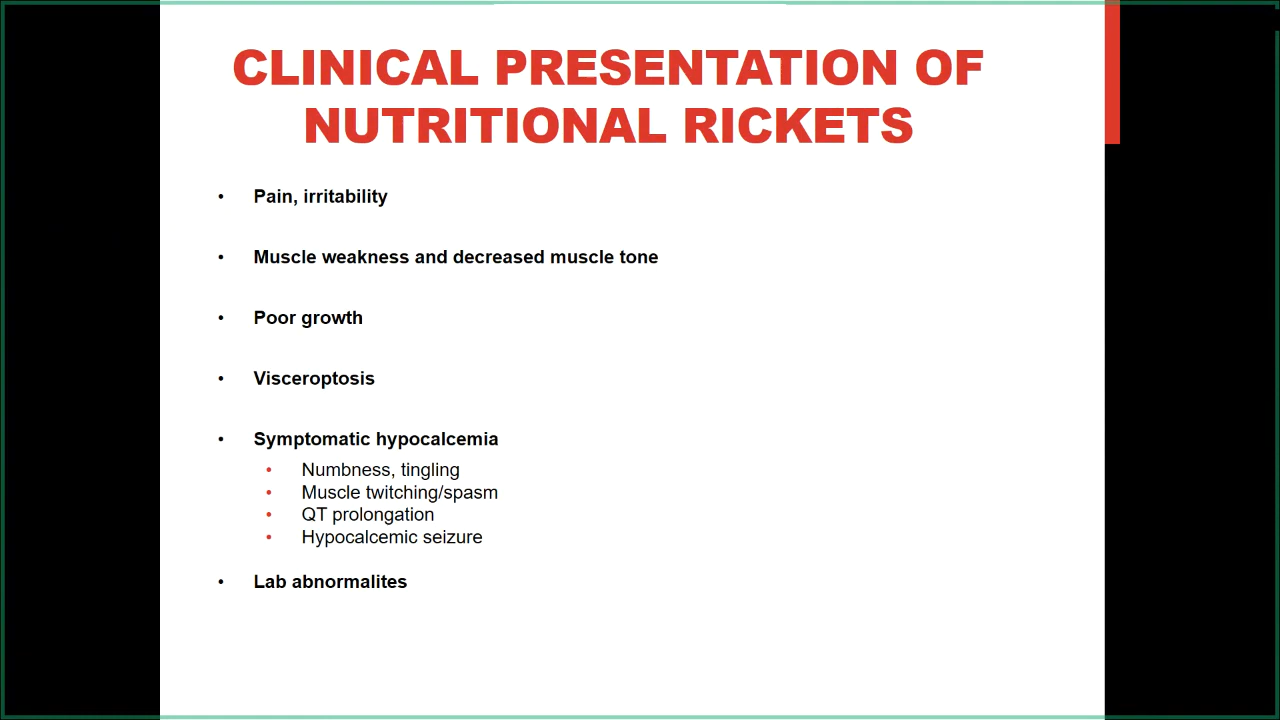 CLINICAL PRESENTATION OF
NUTRITIONAL RICKETS
• Pain, irritability
• Muscle weakness and decreased muscle tone
• Poor growth
• Visceroptosis
• Symptomatic hypocalcemia
• Numbness, tingling
• Muscle twitching/spasm
• QT prolongation
• Hypocalcemic seizure
• Lab abnormalites